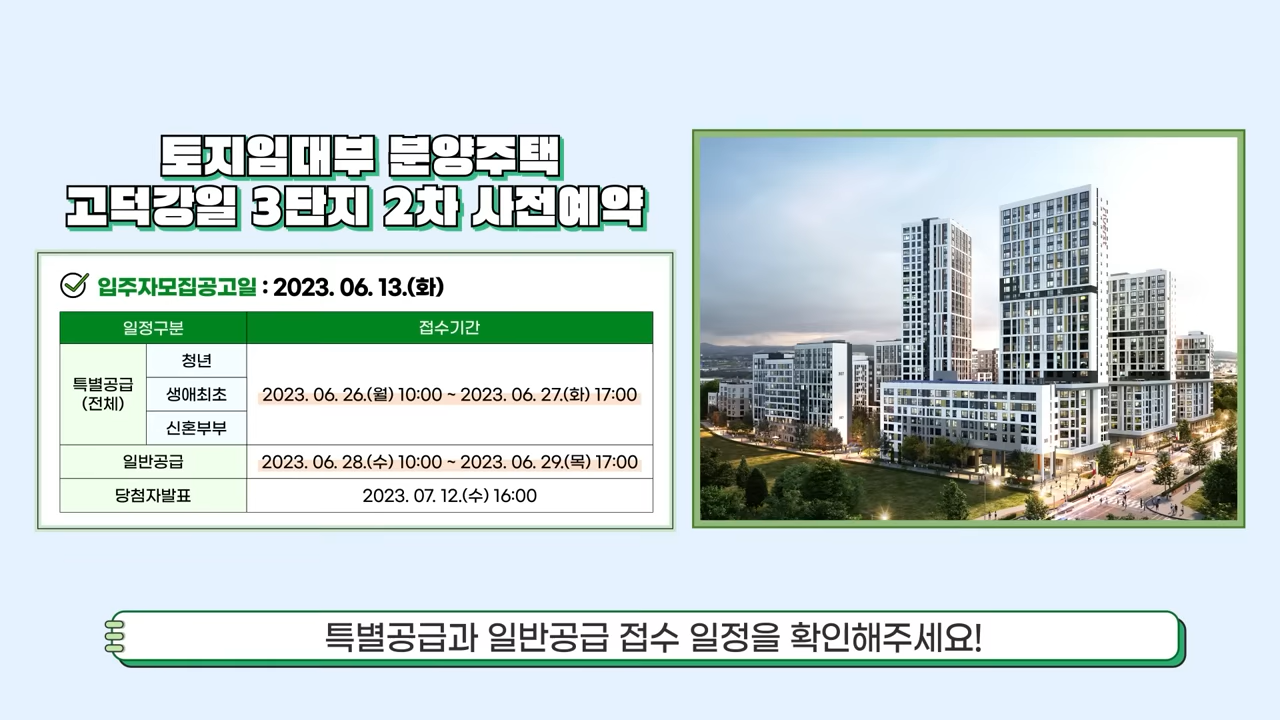 토지임대부 분양주택
고덕강일 3단지 2차 사전예약
입주자모집공고일 : 2023. 06. 13.(화)
일정구분 접수기간
특별공급
(전체)
청년
생애최초
신혼부부
2023. 06. 26.(월) 10:00 ~ 2023. 06. 27.(화) 17:00
일반공급 2023. 06. 28.(수) 10:00 ~ 2023. 06. 29.(목) 17:00
당첨자발표 2023. 07. 12.(수) 16:00
특별공급과 일반공급 접수 일정을 확인해주세요!